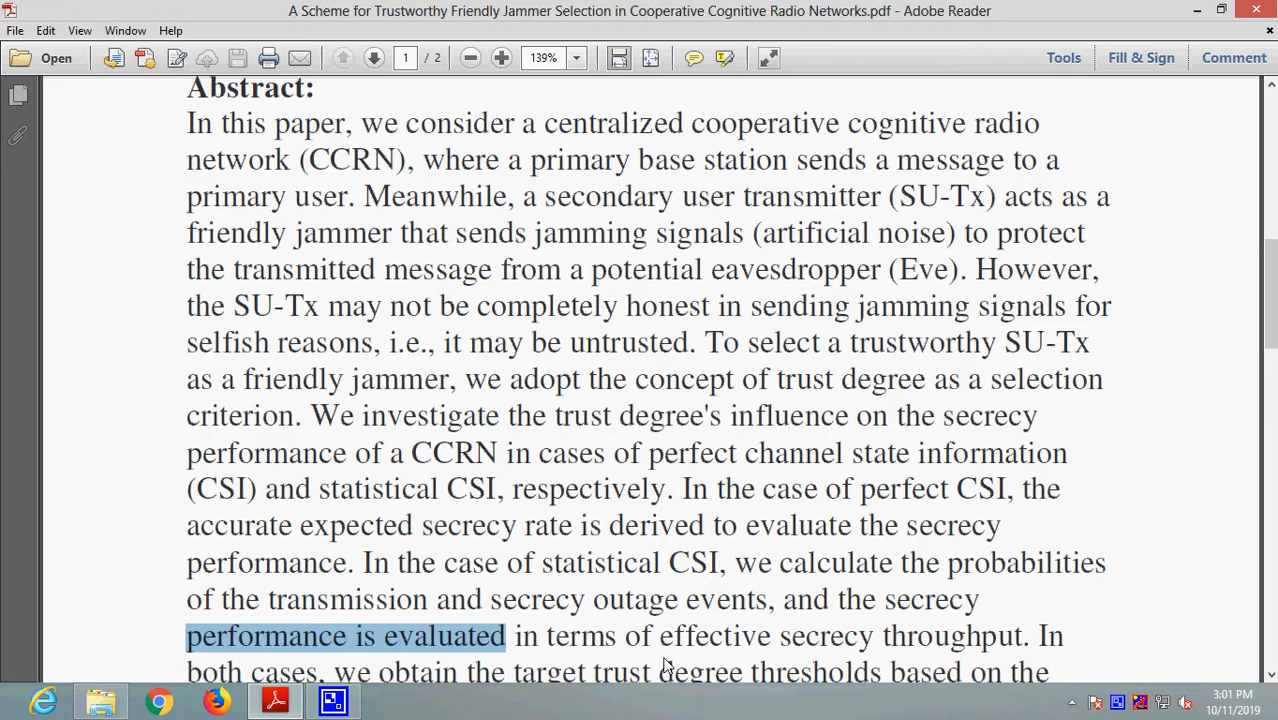 A Scheme for Trustworthy Friendly Jammer Selection in Cooperative Cognitive Radio Networks.pdf - Adobe Reader
File Edit View Window Help
Open 1 / 2 139% Tools Fill & Sign Comment
Abstract:
In this paper, we consider a centralized cooperative cognitive radio
network (CCRN), where a primary base station sends a message to a
primary user. Meanwhile, a secondary user transmitter (SU-Tx) acts as a
friendly jammer that sends jamming signals (artificial noise) to protect
the transmitted message from a potential eavesdropper (Eve). However,
the SU-Tx may not be completely honest in sending jamming signals for
selfish reasons, i.e., it may be untrusted. To select a trustworthy SU-Tx
as a friendly jammer, we adopt the concept of trust degree as a selection
criterion. We investigate the trust degree's influence on the secrecy
performance of a CCRN in cases of perfect channel state information
(CSI) and statistical CSI, respectively. In the case of perfect CSI, the
accurate expected secrecy rate is derived to evaluate the secrecy
performance. In the case of statistical CSI, we calculate the probabilities
of the transmission and secrecy outage events, and the secrecy
performance is evaluated in terms of effective secrecy throughput. In
both cases, we obtain the target trust degree thresholds based on the
3:01 PM
10/11/2019